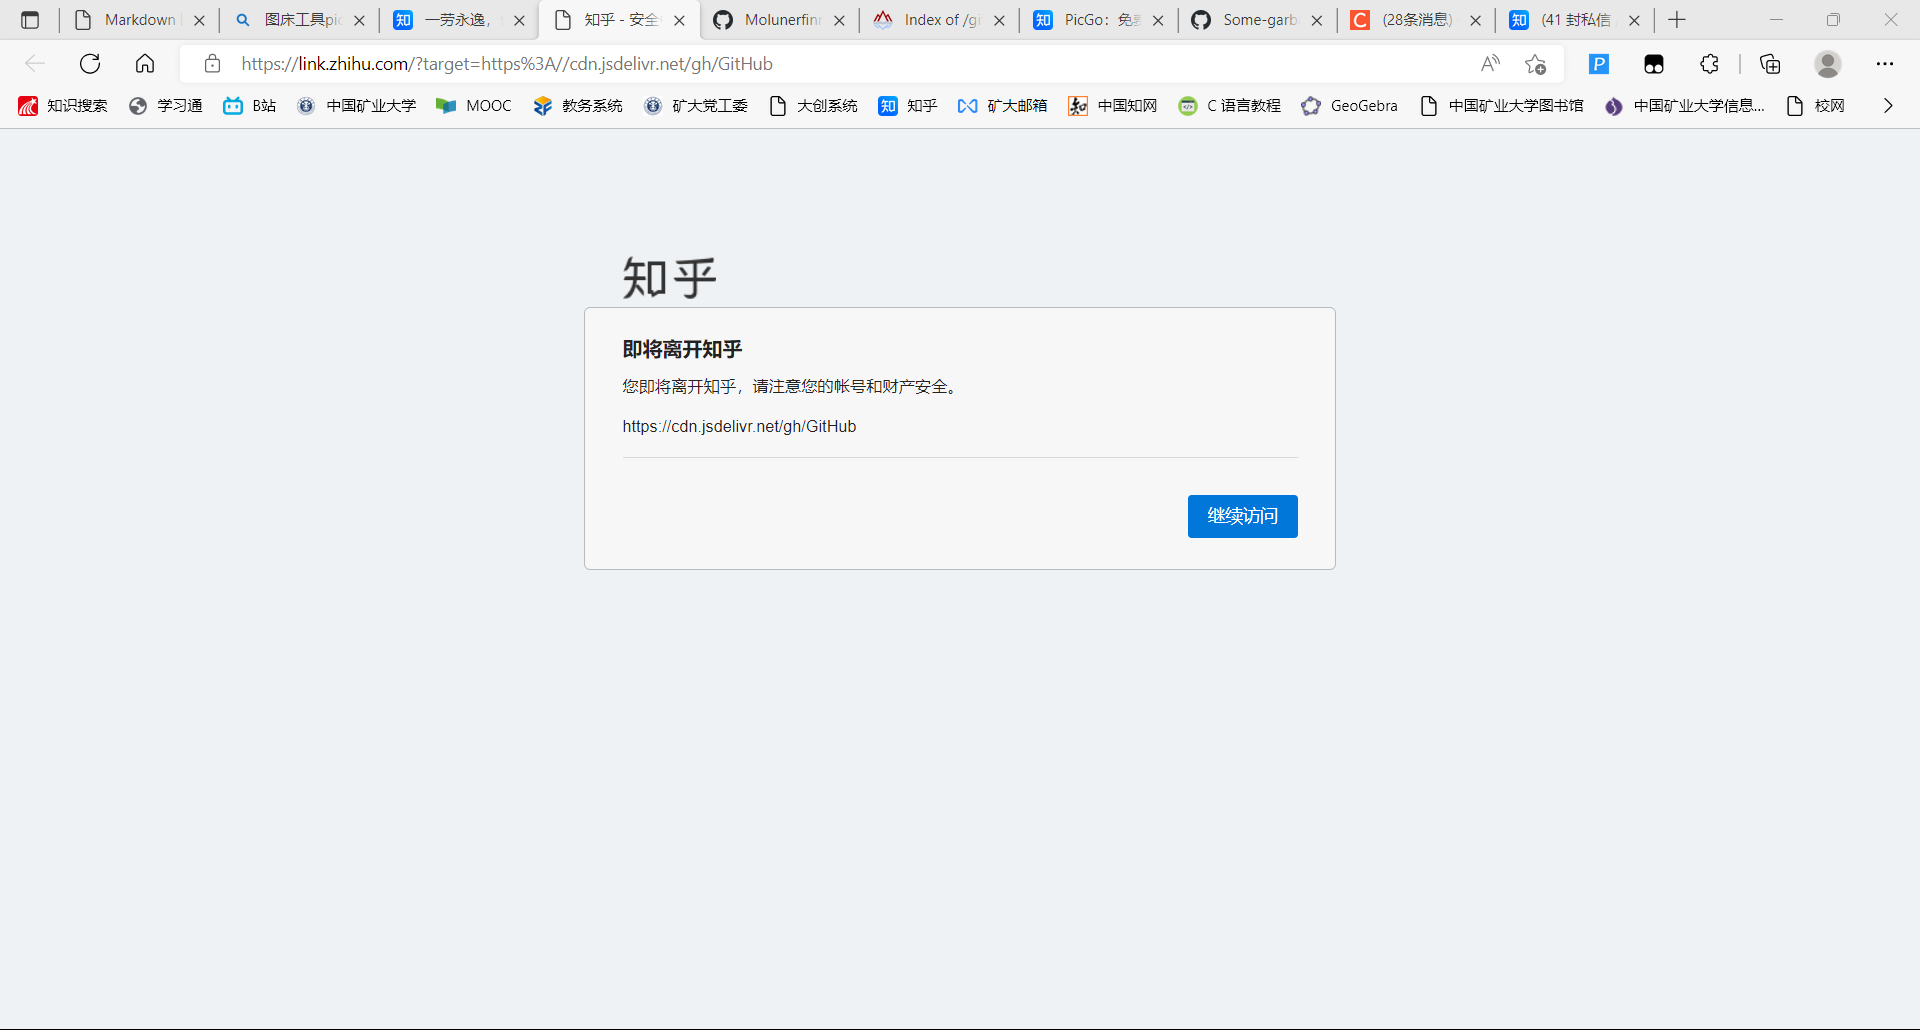 Markdown
图床工具pic
一劳永逸，
知乎 - 安全
Molunerfinn
Index of /gi
PicGo：免费
Some-garb
(28条消息)
(41 封私信
https://link.zhihu.com/?target=https%3A//cdn.jsdelivr.net/gh/GitHub
知识搜索
学习通
B站
中国矿业大学
MOOC
教务系统
矿大党工委
大创系统
知乎
矿大邮箱
中国知网
C 语言教程
GeoGebra
中国矿业大学图书馆
中国矿业大学信息...
校网
知乎
即将离开知乎
您即将离开知乎，请注意您的帐号和财产安全。
https://cdn.jsdelivr.net/gh/GitHub
继续访问